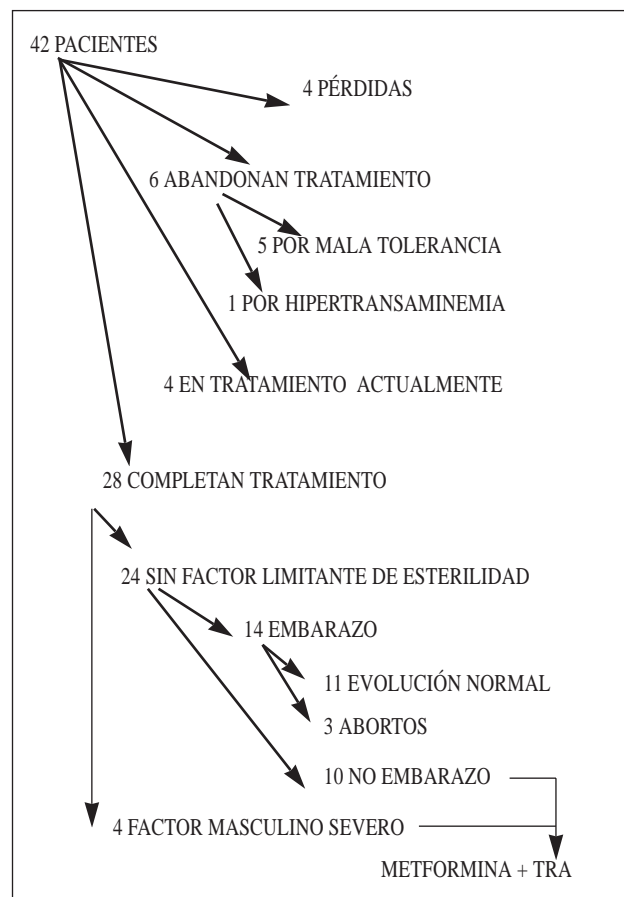 42 PACIENTES
4 PÉRDIDAS
6 ABANDONAN TRATAMIENTO
5 POR MALA TOLERANCIA
1 POR HIPERTRANSAMINEMIA
4 EN TRATAMIENTO ACTUALMENTE
28 COMPLETAN TRATAMIENTO
24 SIN FACTOR LIMITANTE DE ESTERILIDAD
14 EMBARAZO
11 EVOLUCIÓN NORMAL
3 ABORTOS
10 NO EMBARAZO
4 FACTOR MASCULINO SEVERO
METFORMINA + TRA